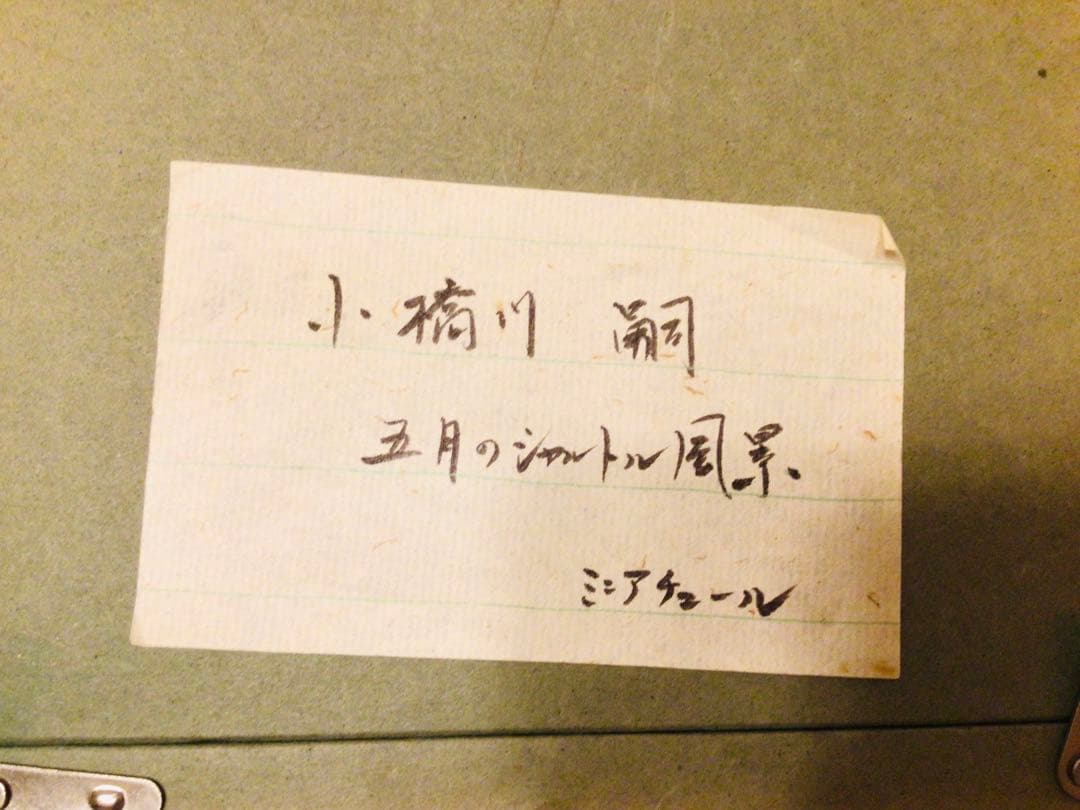 小橋川 嗣
五月のシャルトル風景.
ミニアチュール